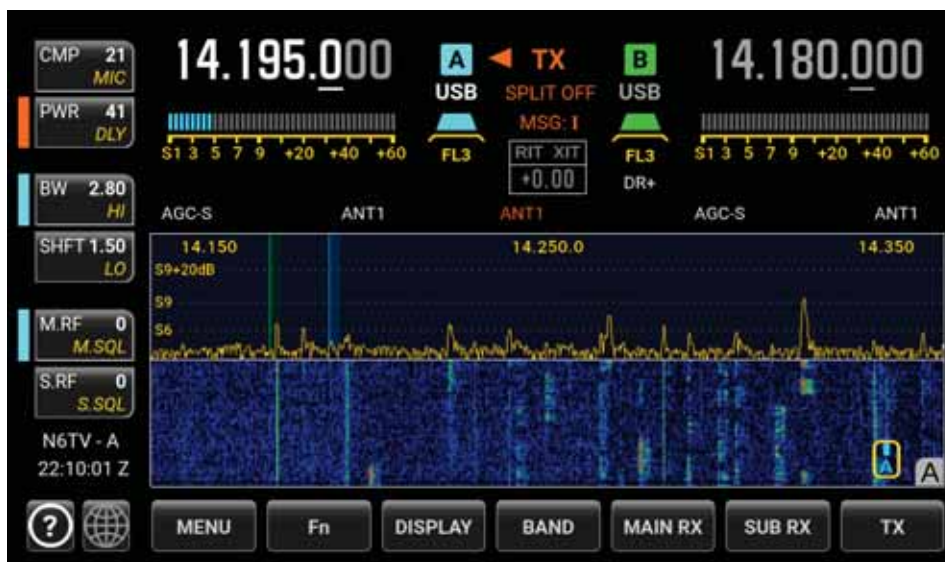 CMP 21
MIC
PWR 41
DLY
BW 2.80
HI
SHFT 1.50
LO
M.RF 0
M.SQL
S.RF 0
S.SQL
N6TV - A
22:10:01 Z
14.195.000
A
TX
B
14.180.000
USB
SPLIT OFF
USB
MSG: I
S1 3 5 7 9 +20 +40 +60
FL3
RIT XIT
+0.00
FL3
DR+
S1 3 5 7 9 +20 +40 +60
AGC-S
ANT1
ANT1
AGC-S
ANT1
14.150
14.250.0
14.350
S9+20dB
S9
S6
A
A
?
MENU
Fn
DISPLAY
BAND
MAIN RX
SUB RX
TX